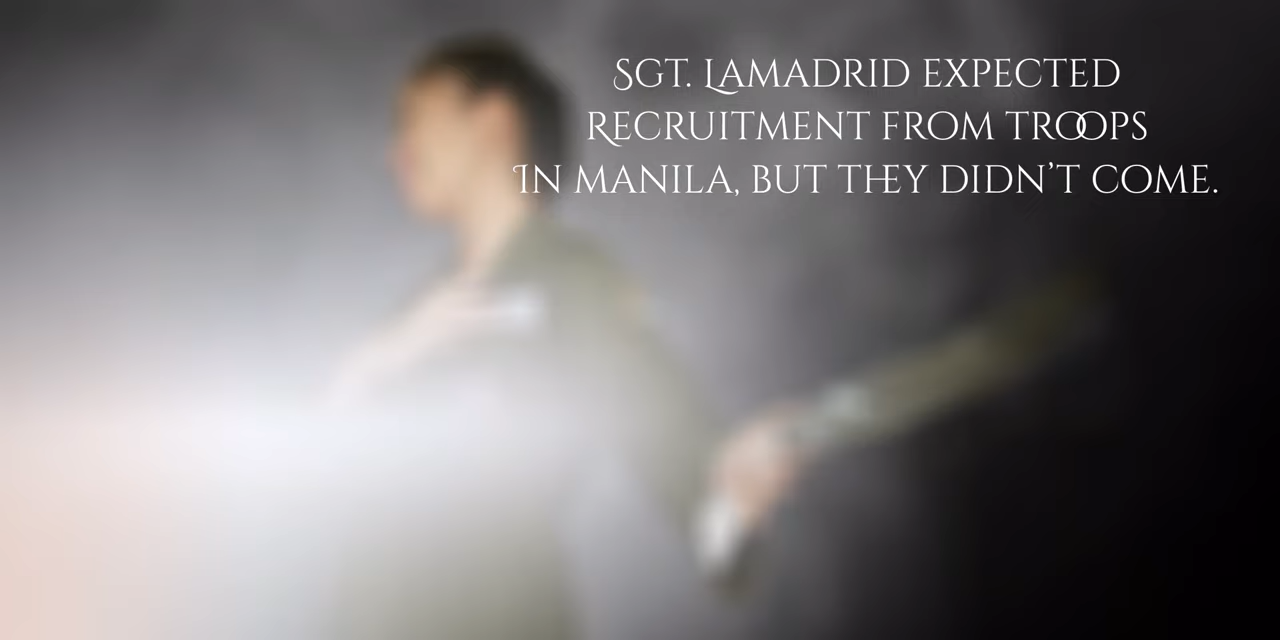 Sgt. Lamadrid expected
Recruitment from troops
In Manila, but they didn’t come.